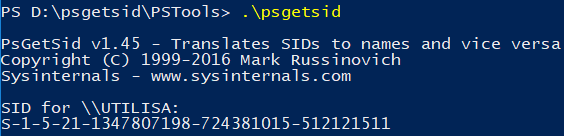 PS D:\psgetsid\PSTools> .\psgetsid
PsGetSid v1.45 - Translates SIDs to names and vice versa
Copyright (C) 1999-2016 Mark Russinovich
Sysinternals - www.sysinternals.com
SID for \\UTILISA:
S-1-5-21-1347807198-724381015-512121511